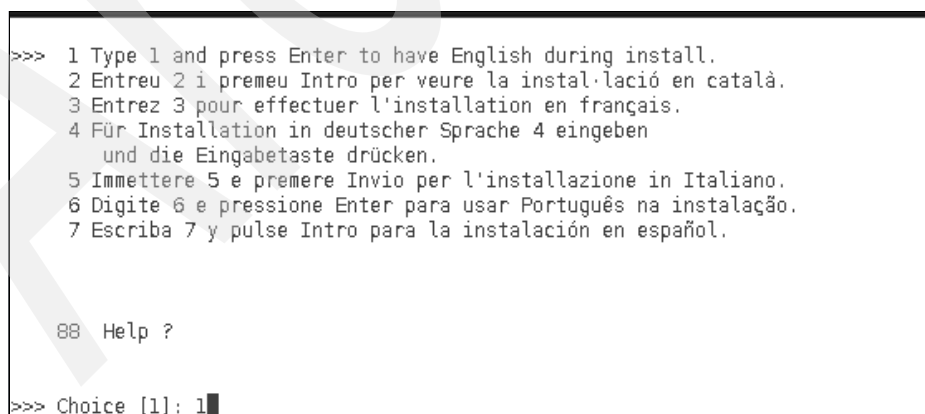 >>> 1 Type 1 and press Enter to have English during install.
2 Entreu 2 i premeu Intro per veure la instal·lació en català.
3 Entrez 3 pour effectuer l'installation en français.
4 Für Installation in deutscher Sprache 4 eingeben
und die Eingabetaste drücken.
5 Immettere 5 e premere Invio per l'installazione in Italiano.
6 Digite 6 e pressione Enter para usar Português na instalação.
7 Escriba 7 y pulse Intro para la instalación en español.
88 Help ?
>>> Choice [1]: 1